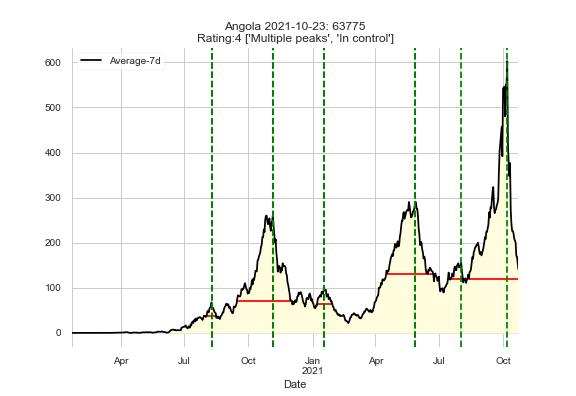 Angola 2021-10-23: 63775
Rating:4 ['Multiple peaks', 'In control']
Average-7d
600
500
400
300
200
100
0
Apr Jul Oct Jan Apr Jul Oct
2021
Date